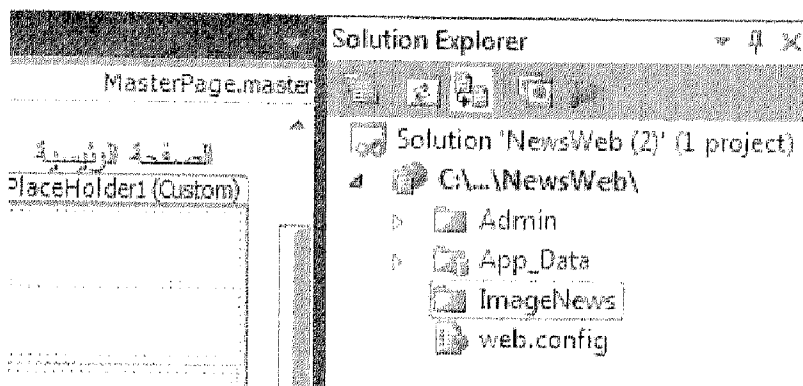 MasterPage.master
الصفحة الرئيسية
PlaceHolder1 (Custom)
Solution Explorer
Solution 'NewsWeb (2)' (1 project)
C:\...\NewsWeb\
Admin
App_Data
ImageNews
web.config